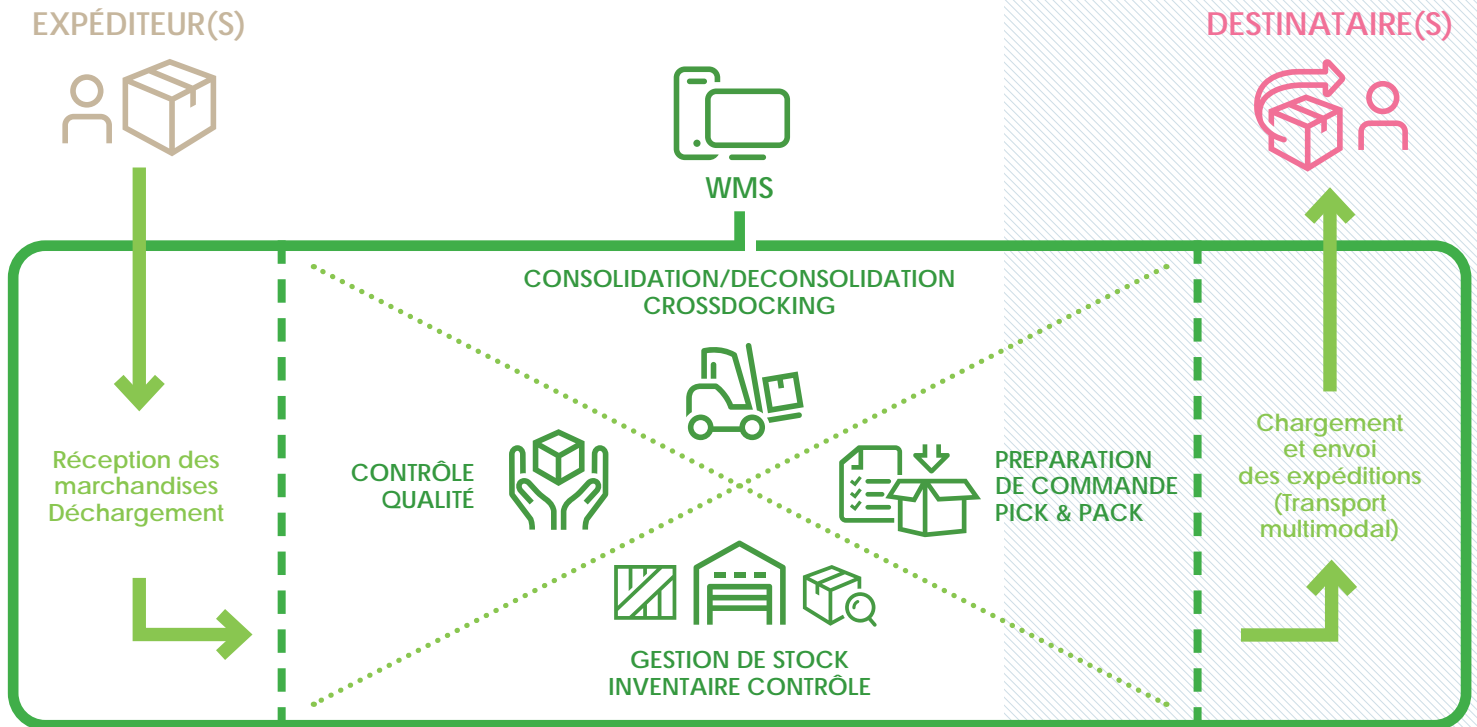 EXPÉDITEUR(S)
DESTINATAIRE(S)
WMS
CONSOLIDATION/DECONSOLIDATION
CROSSDOCKING
Réception des
marchandises
Déchargement
CONTRÔLE
QUALITÉ
PREPARATION
DE COMMANDE
PICK & PACK
Chargement
et envoi
des expéditions
(Transport
multimodal)
GESTION DE STOCK
INVENTAIRE CONTRÔLE